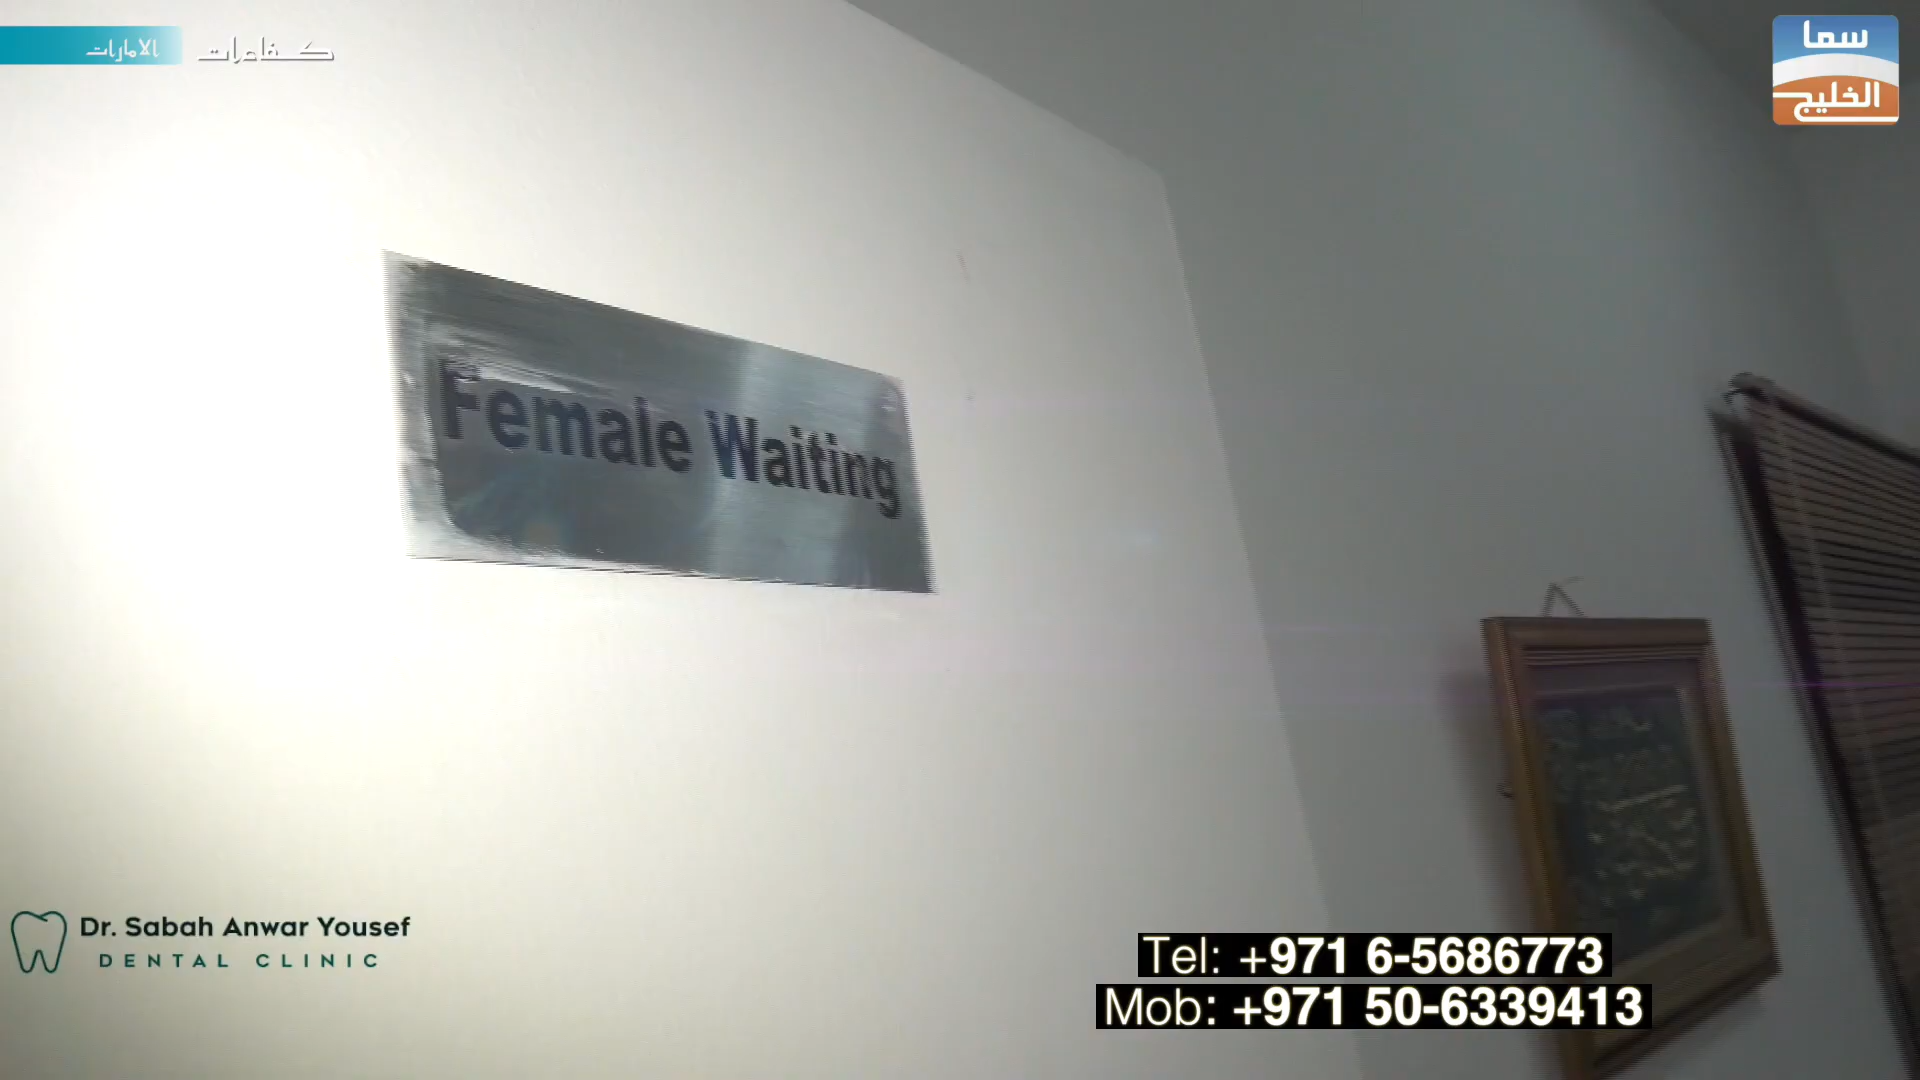 كفاءات الامارات
سما
الخليج
Female Waiting
Dr. Sabah Anwar Yousef
DENTAL CLINIC
Tel: +971 6-5686773
Mob: +971 50-6339413